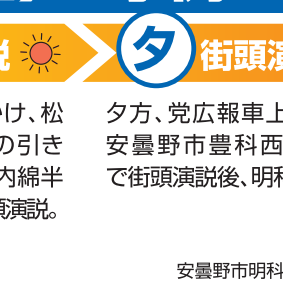 説
夕
街頭演
け、松
の引き
内綿半
頭演説。
夕方、党広報車上
安曇野市豊科西
で街頭演説後、明科
安曇野市明科